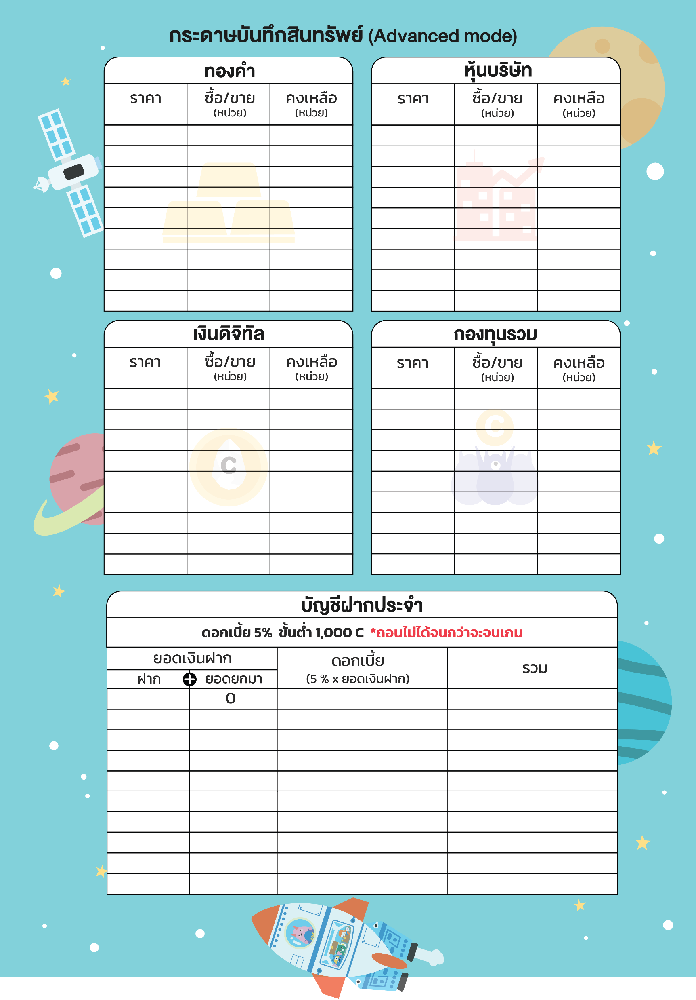 กระดาษบันทึกสินทรัพย์ (Advanced mode)
ทองคำ
ราคา ซื้อ/ขาย คงเหลือ
(หน่วย) (หน่วย)
หุ้นบริษัท
ราคา ซื้อ/ขาย คงเหลือ
(หน่วย) (หน่วย)
เงินดิจิทัล
ราคา ซื้อ/ขาย คงเหลือ
(หน่วย) (หน่วย)
C
กองทุนรวม
ราคา ซื้อ/ขาย คงเหลือ
(หน่วย) (หน่วย)
C
บัญชีฝากประจำ
ดอกเบี้ย 5% ขั้นต่ำ 1,000 C *ถอนไม่ได้จนกว่าจะจบเกม
ยอดเงินฝาก ดอกเบี้ย รวม
ฝาก + ยอดยกมา (5 % x ยอดเงินฝาก)
0